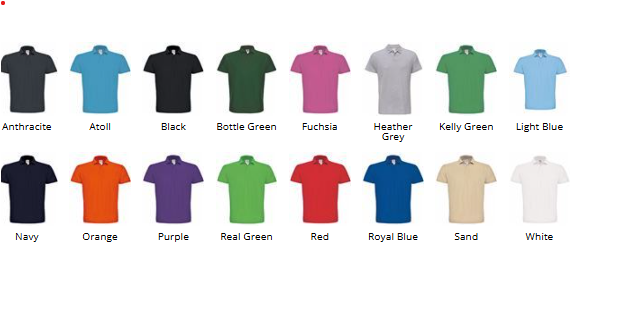 Anthracite Atoll Black Bottle Green Fuchsia Heather Kelly Green Light Blue
Grey
Navy Orange Purple Real Green Red Royal Blue Sand White